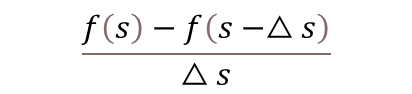 f(s) − f(s −△ s)
△ s